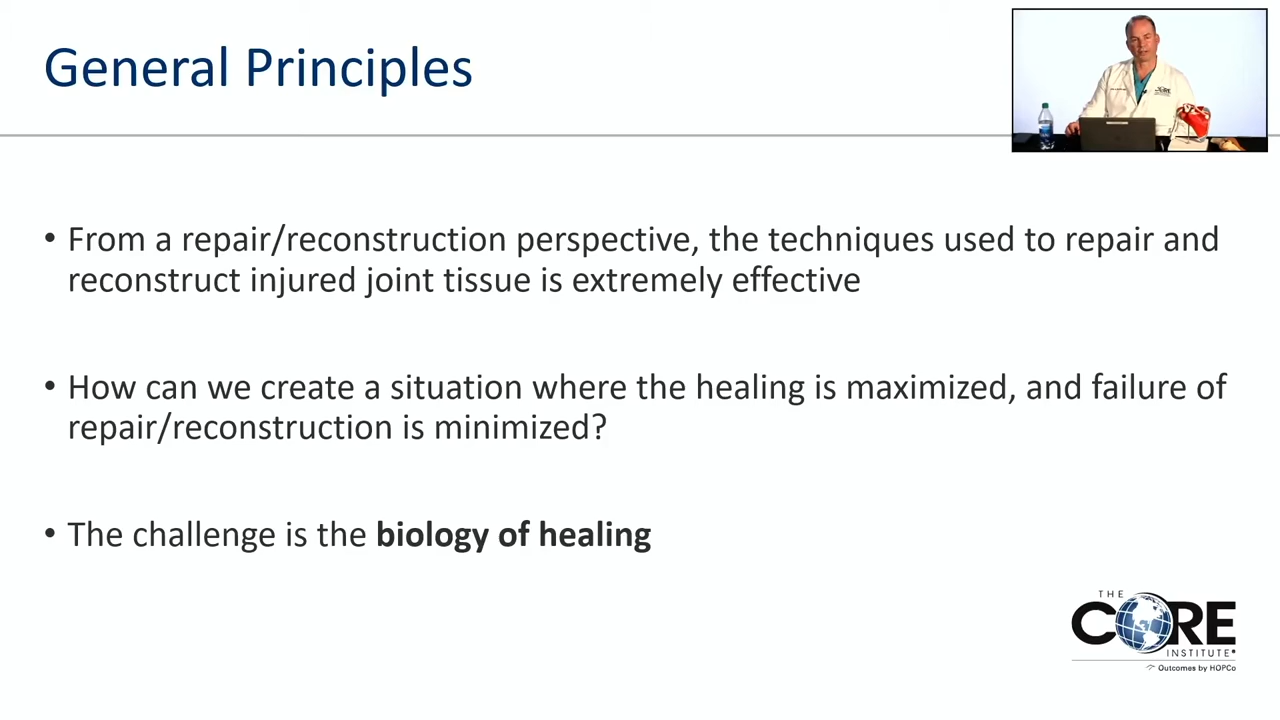 General Principles
• From a repair/reconstruction perspective, the techniques used to repair and
reconstruct injured joint tissue is extremely effective
• How can we create a situation where the healing is maximized, and failure of
repair/reconstruction is minimized?
• The challenge is the biology of healing
THE
CORE
INSTITUTE
Outcomes by HOPCo